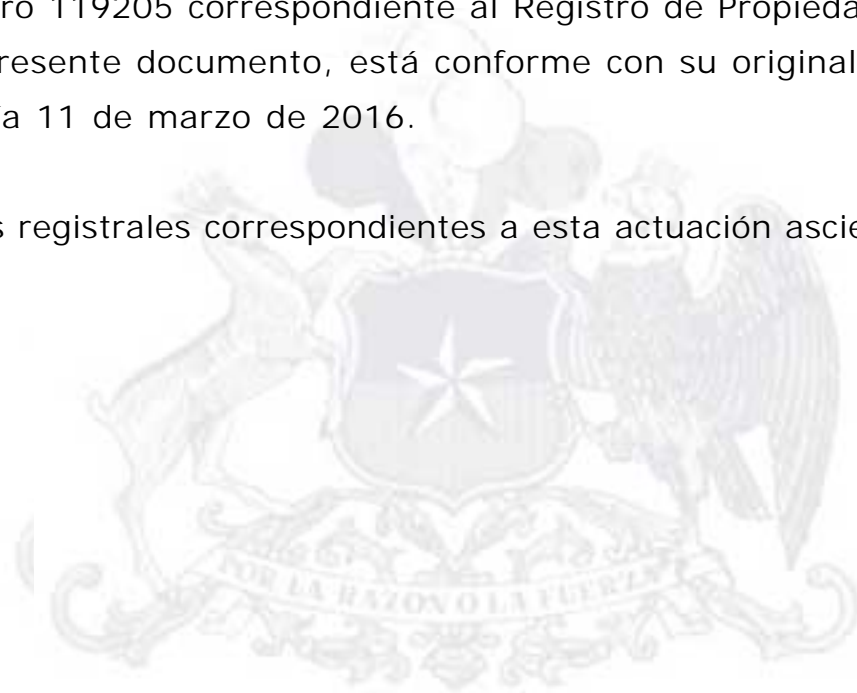 ro 119205 correspondiente al Registro de Propieda
resente documento, está conforme con su original
ía 11 de marzo de 2016.
s registrales correspondientes a esta actuación ascie
POR LA RAZON O LA FUERZA